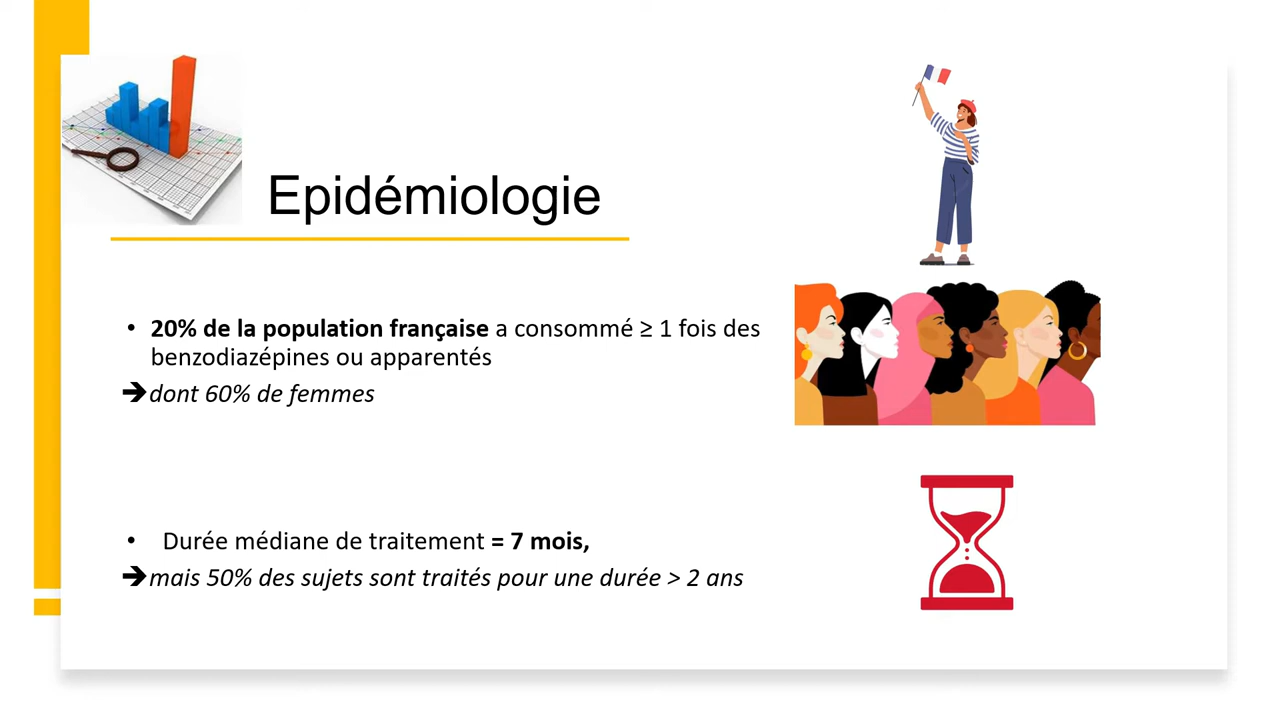 Epidémiologie
• 20% de la population française a consommé ≥ 1 fois des
benzodiazépines ou apparentés
➔dont 60% de femmes
• Durée médiane de traitement = 7 mois,
➔mais 50% des sujets sont traités pour une durée > 2 ans